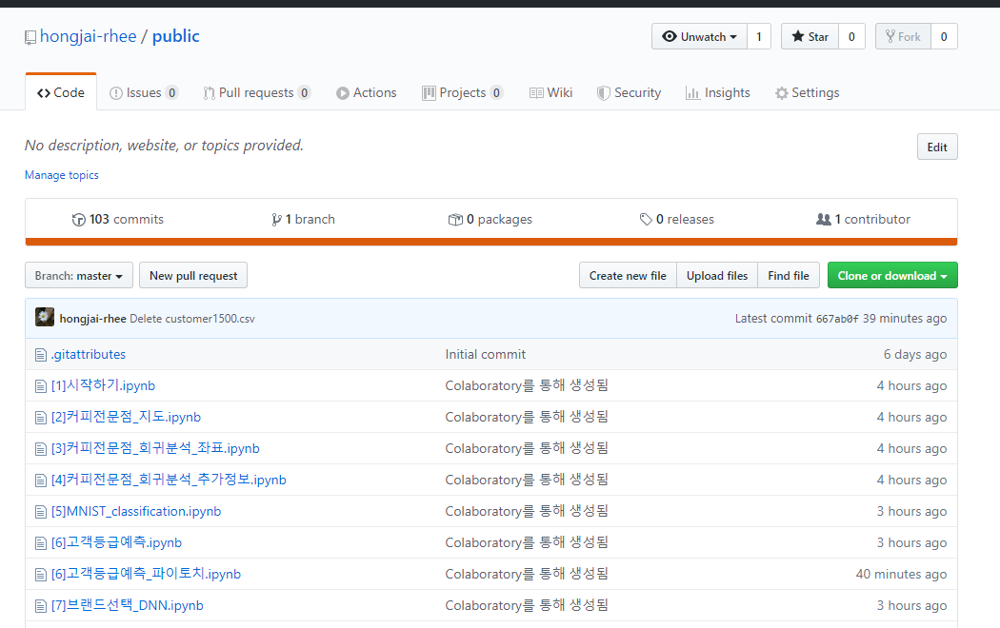 hongjai-rhee / public
Unwatch 1 Star 0 Fork 0
Code Issues 0 Pull requests 0 Actions Projects 0 Wiki Security Insights Settings
No description, website, or topics provided.
Edit
Manage topics
103 commits 1 branch 0 packages 0 releases 1 contributor
Branch: master New pull request Create new file Upload files Find file Clone or download
hongjai-rhee Delete customer1500.csv Latest commit 667ab0f 39 minutes ago
.gitattributes Initial commit 6 days ago
[1]시작하기.ipynb Colaboratory를 통해 생성됨 4 hours ago
[2]커피전문점_지도.ipynb Colaboratory를 통해 생성됨 4 hours ago
[3]커피전문점_회귀분석_좌표.ipynb Colaboratory를 통해 생성됨 4 hours ago
[4]커피전문점_회귀분석_추가정보.ipynb Colaboratory를 통해 생성됨 4 hours ago
[5]MNIST_classification.ipynb Colaboratory를 통해 생성됨 3 hours ago
[6]고객등급예측.ipynb Colaboratory를 통해 생성됨 3 hours ago
[6]고객등급예측_파이토치.ipynb Colaboratory를 통해 생성됨 40 minutes ago
[7]브랜드선택_DNN.ipynb Colaboratory를 통해 생성됨 3 hours ago